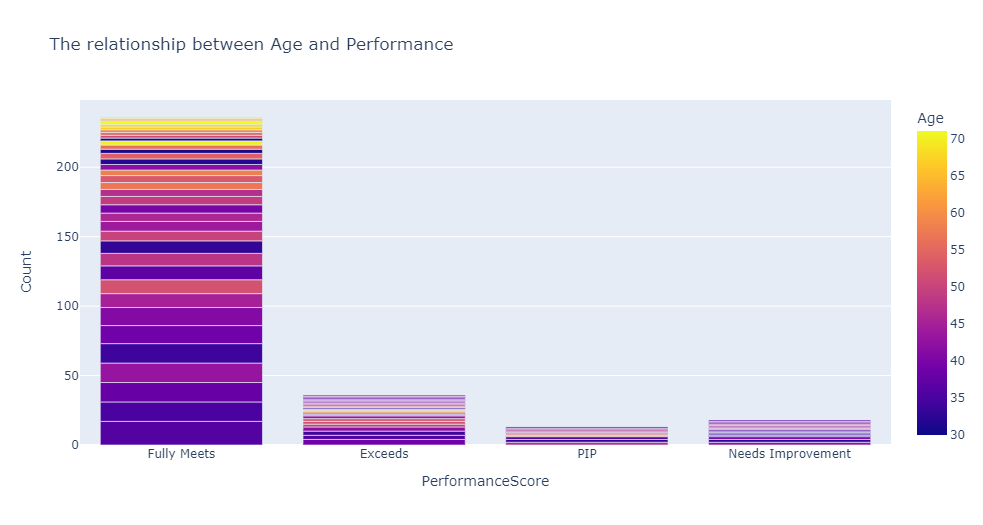 The relationship between Age and Performance
Age
70
65
60
55
50
45
40
35
30
200
150
100
50
0
Count
Fully Meets
Exceeds
PIP
Needs Improvement
PerformanceScore